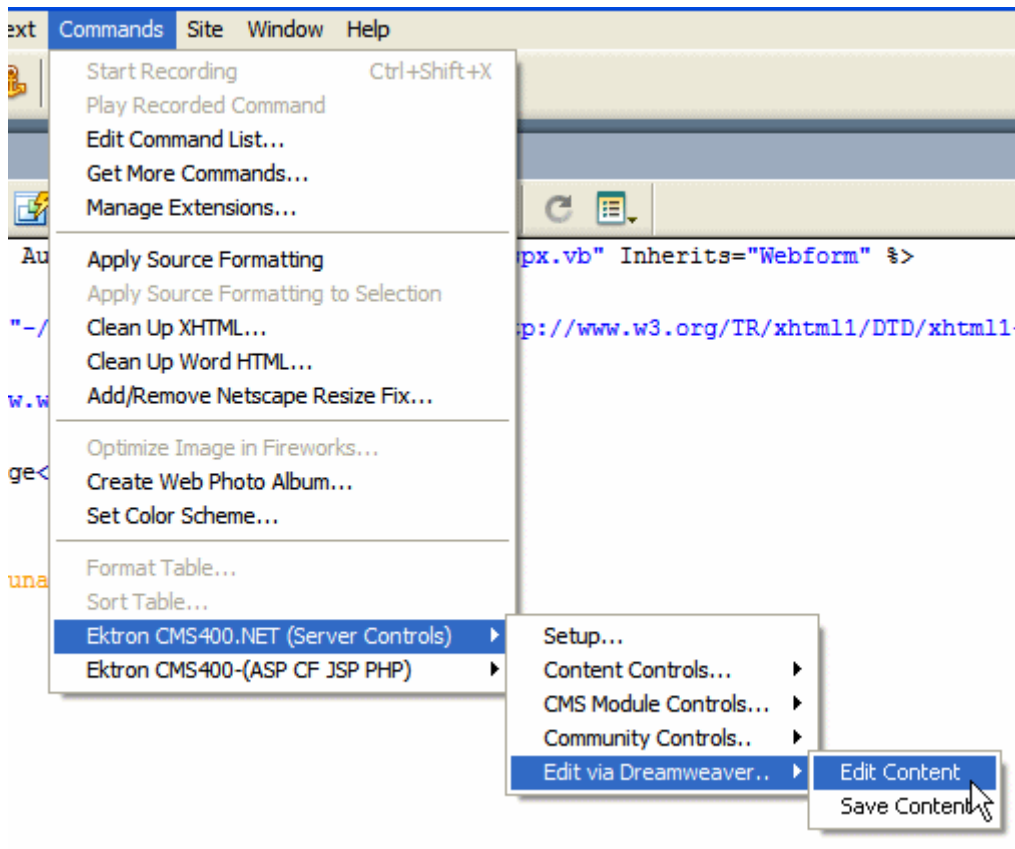 ext Commands Site Window Help
Start Recording Ctrl+Shift+X
Play Recorded Command
Edit Command List...
Get More Commands...
Manage Extensions...
Au px.vb" Inherits="Webform" %>
Apply Source Formatting
Apply Source Formatting to Selection
"-/ p://www.w3.org/TR/xhtml1/DTD/xhtml1-
Clean Up XHTML...
Clean Up Word HTML...
w.w
Add/Remove Netscape Resize Fix...
Optimize Image in Fireworks...
ge<
Create Web Photo Album...
Set Color Scheme...
Format Table...
una
Sort Table...
Ektron CMS400.NET (Server Controls)
Setup...
Ektron CMS400-(ASP CF JSP PHP)
Content Controls...
CMS Module Controls...
Community Controls..
Edit via Dreamweaver..
Edit Content
Save Content